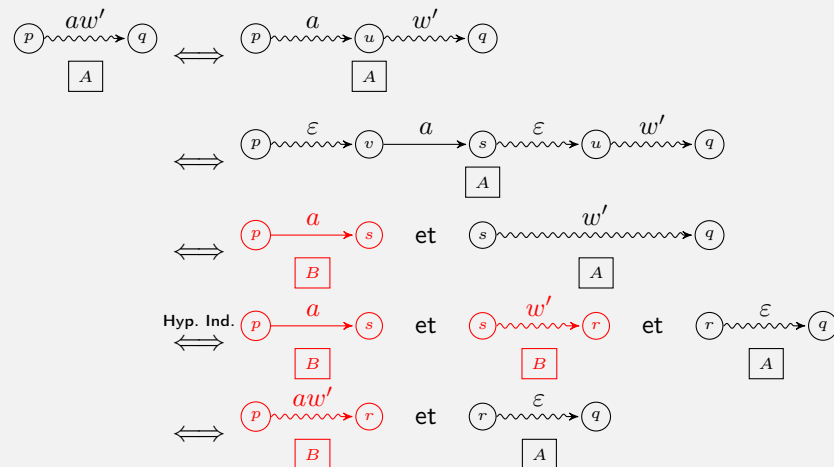 aw′ a w′
p q ⟺ p u q
A A
ε a ε w′
⟺ p v s u q
A
a w′
⟺ p s et s q
B A
Hyp. Ind. a w′ ε
⟺ p s et s r et r q
B B A
aw′ ε
⟺ p r et r q
B A